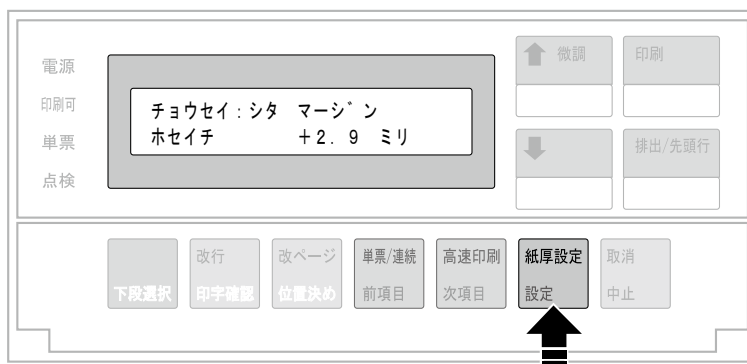 電源
印刷可
単票
点検
チョウセイ:シタ マージン
ホセイチ +2.9 ミリ
微調
印刷
排出/先頭行
下段選択
改行
印字確認
改ページ
位置決め
単票/連続
前項目
高速印刷
次項目
紙厚設定
設定
取消
中止